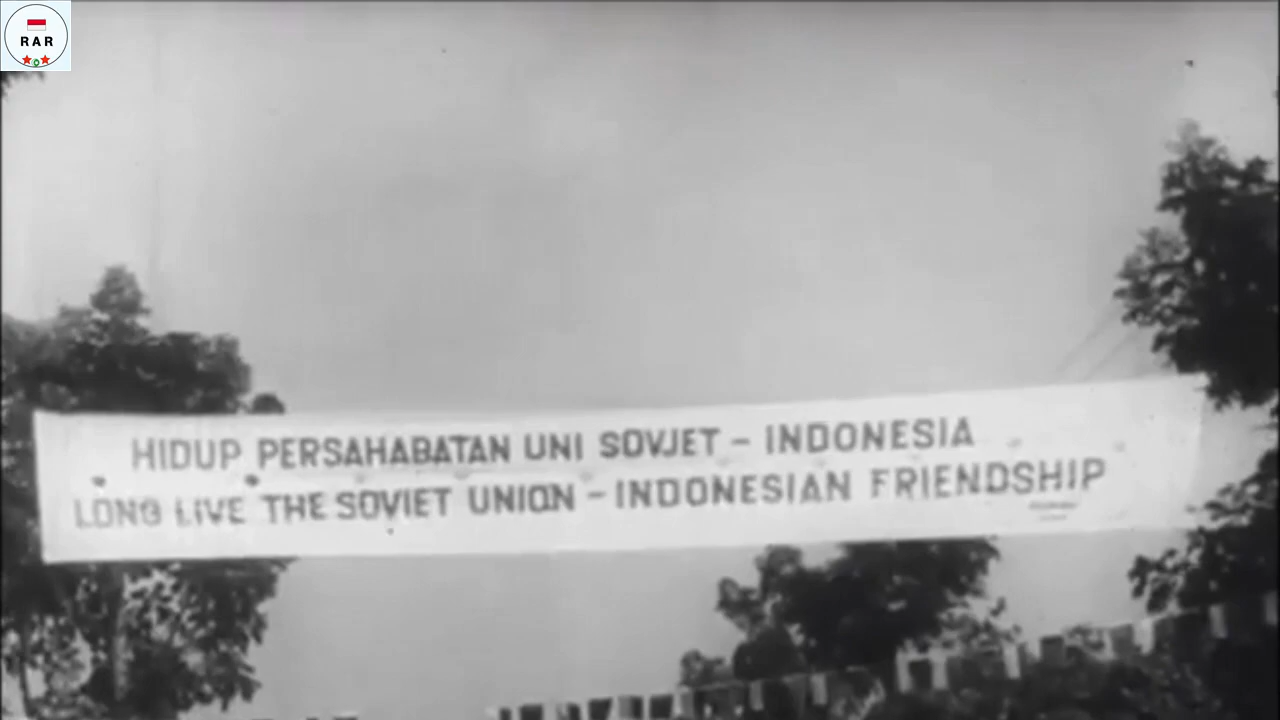 RAR
HIDUP PERSAHABATAN UNI SOVJET – INDONESIA
LONG LIVE THE SOVIET UNION – INDONESIAN FRIENDSHIP